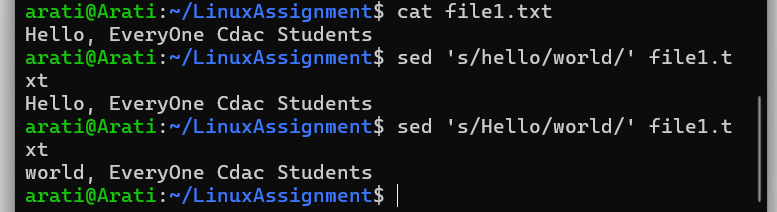 arati@Arati:~/LinuxAssignment$ cat file1.txt
Hello, EveryOne Cdac Students
arati@Arati:~/LinuxAssignment$ sed 's/hello/world/' file1.t
xt
Hello, EveryOne Cdac Students
arati@Arati:~/LinuxAssignment$ sed 's/Hello/world/' file1.t
xt
world, EveryOne Cdac Students
arati@Arati:~/LinuxAssignment$